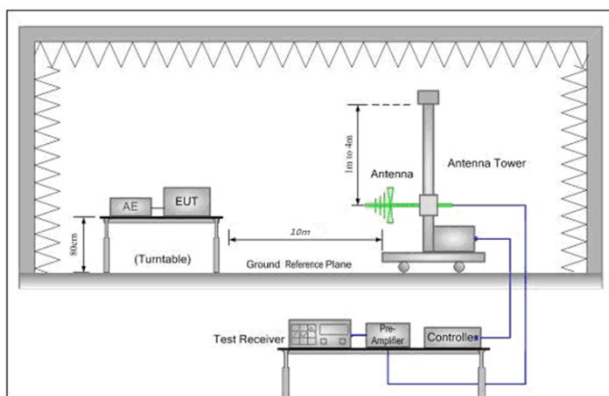 1m to 4m
Antenna
Antenna Tower
AE
EUT
80cm
(Turntable)
10m
Ground Reference Plane
Test Receiver
Pre-
Amplifier
Controller